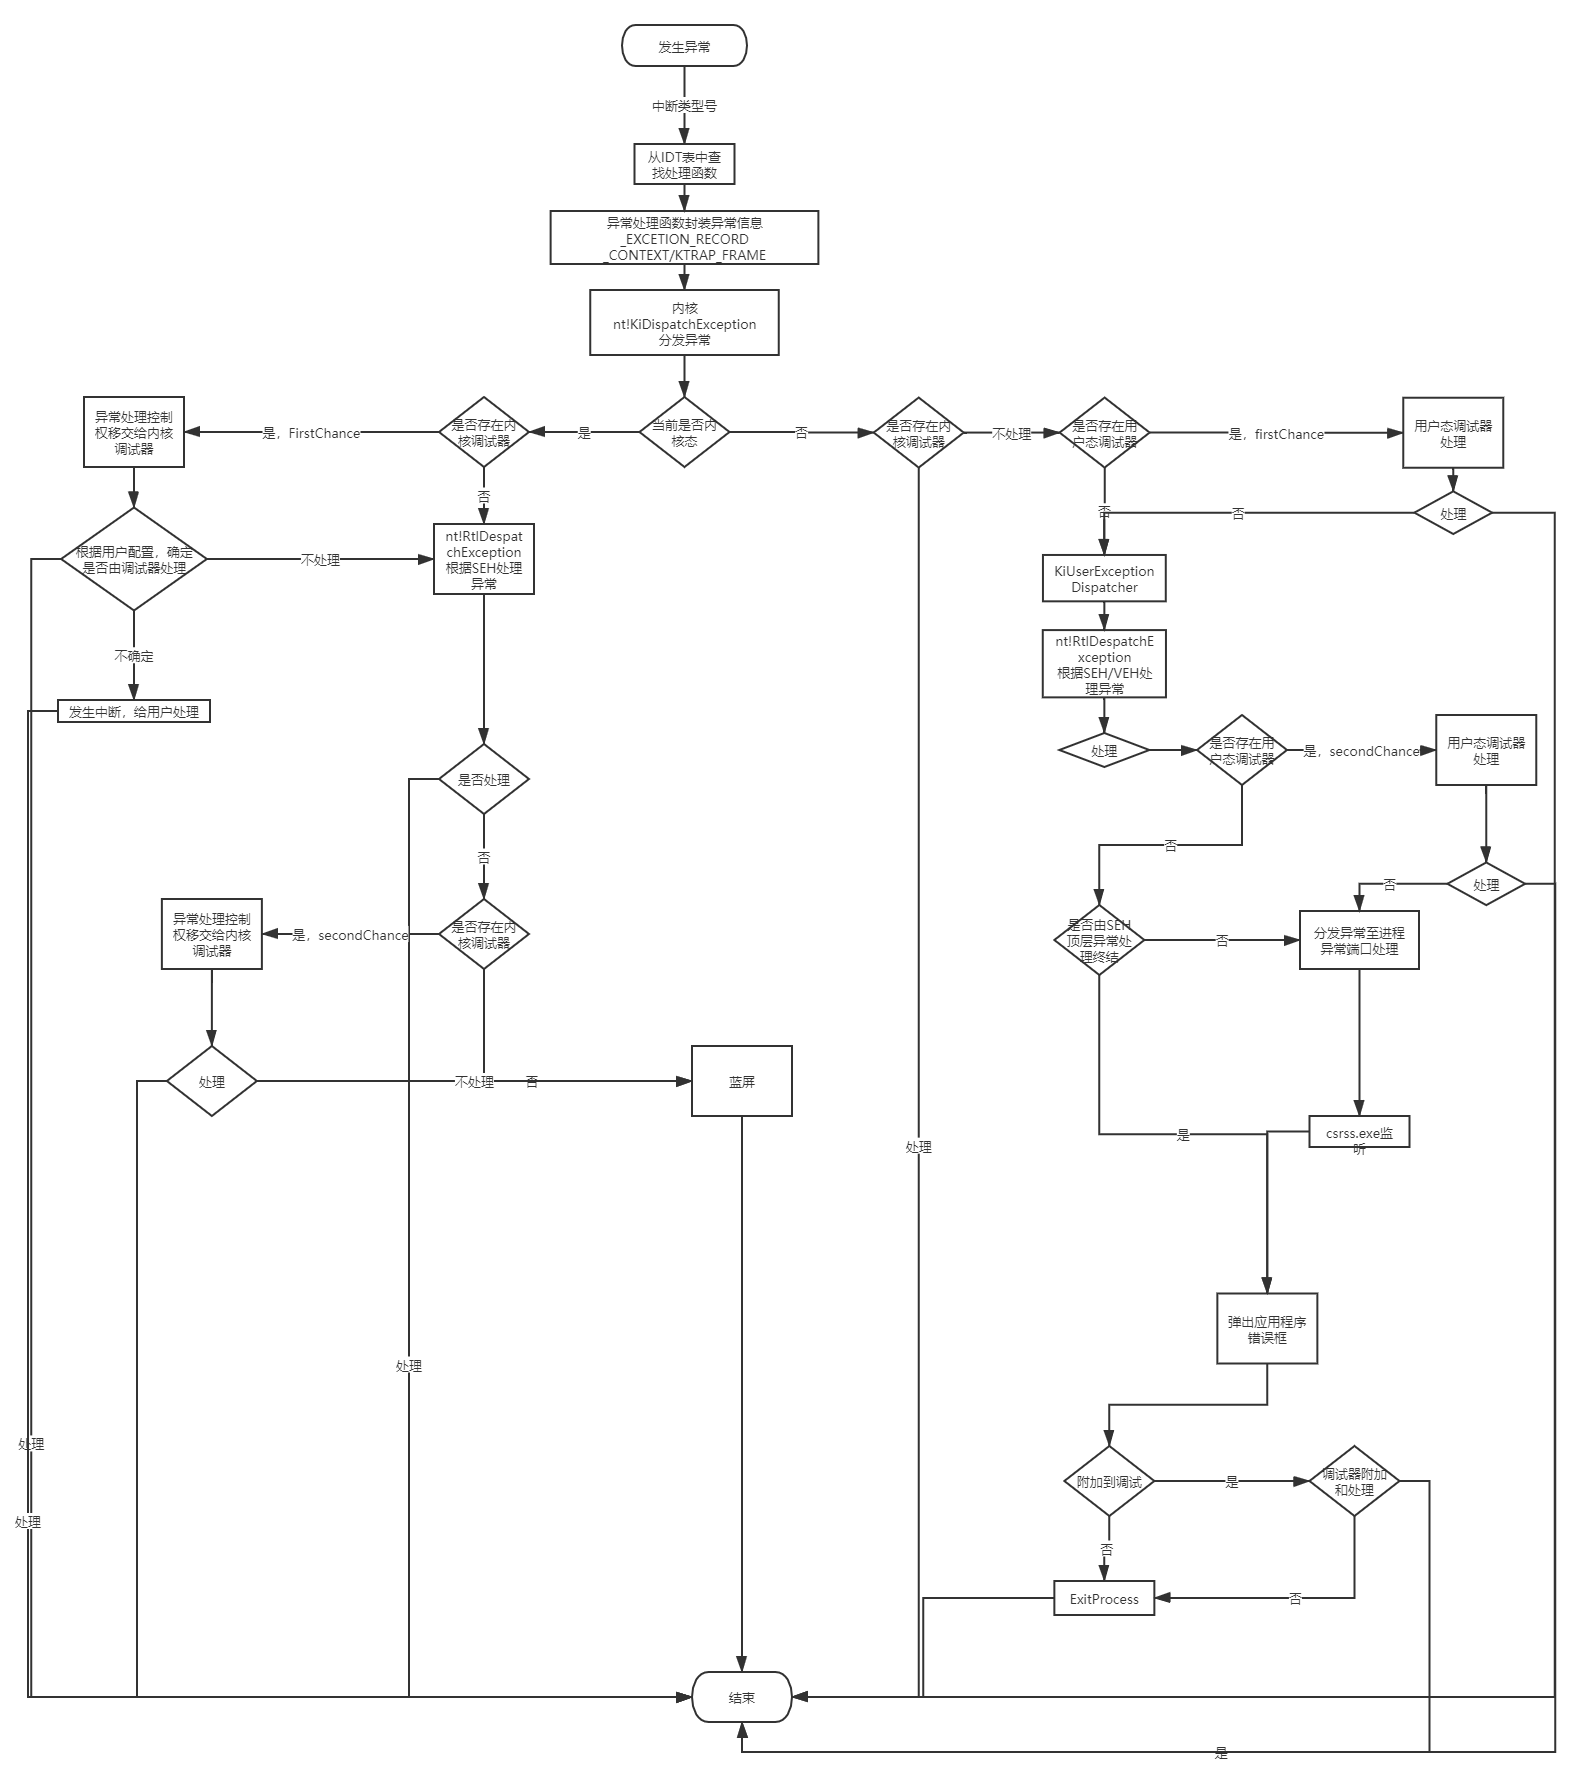 发生异常
中断类型号
从IDT表中查
找处理函数
异常处理函数封装异常信息
_EXCETION_RECORD
_CONTEXT/KTRAP_FRAME
内核
nt!KiDispatchException
分发异常
异常处理控制
权移交给内核
调试器
是，FirstChance
是否存在内
核调试器
是
当前是否内
核态
否
是否存在内
核调试器
不处理
是否存在用
户态调试器
是，firstChance
用户态调试器
处理
否
否
否
处理
根据用户配置，确定
是否由调试器处理
不处理
nt!RtlDespat
chException
根据SEH处理
异常
KiUserException
Dispatcher
不确定
nt!RtlDespatchE
xception
根据SEH/VEH处
理异常
发生中断，给用户处理
处理
是否存在用
户态调试器
是，secondChance
用户态调试器
处理
是否处理
否
否
处理
否
异常处理控制
权移交给内核
调试器
是，secondChance
是否存在内
核调试器
是否由SEH
顶层异常处
理终结
否
分发异常至进程
异常端口处理
处理
不处理
否
蓝屏
处理
是
csrss.exe监
听
弹出应用程序
错误框
处理
处理
附加到调试
是
调试器附加
和处理
处理
否
ExitProcess
否
结束
是